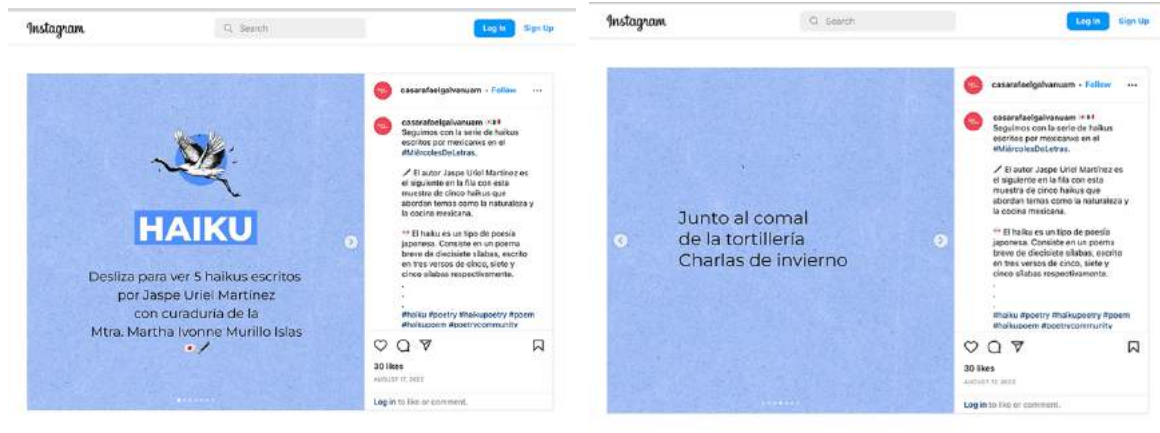 Instagram
Search
Log In
Sign Up
HAIKU
Desliza para ver 5 haikus escritos
por Jaspe Uriel Martínez
con curaduría de la
Mtra. Martha Ivonne Murillo Islas
casarafaelgalvanuam • Follow
casarafaelgalvanuam
Seguimos con la serie de haikus
escritos por mexicanxs en el
#MiércolesDeLetras.
El autor Jaspe Uriel Martínez es
el siguiente en la fila con esta
muestra de cinco haikus que
abordan temas como la naturaleza y
la cocina mexicana.
El haiku es un tipo de poesía
japonesa. Consiste en un poema
breve de diecisiete sílabas, escrito
en tres versos de cinco, siete y
cinco sílabas respectivamente.
.
.
.
#haiku #poetry #haikupoetry #poem
#haikupoem #poetrycommunity
30 likes
AUGUST 17, 2022
Log in to like or comment.
Instagram
Search
Log In
Sign Up
Junto al comal
de la tortillería
Charlas de invierno
casarafaelgalvanuam • Follow
casarafaelgalvanuam
Seguimos con la serie de haikus
escritos por mexicanxs en el
#MiércolesDeLetras.
El autor Jaspe Uriel Martínez es
el siguiente en la fila con esta
muestra de cinco haikus que
abordan temas como la naturaleza y
la cocina mexicana.
El haiku es un tipo de poesía
japonesa. Consiste en un poema
breve de diecisiete sílabas, escrito
en tres versos de cinco, siete y
cinco sílabas respectivamente.
.
.
.
#haiku #poetry #haikupoetry #poem
#haikupoem #poetrycommunity
30 likes
AUGUST 17, 2022
Log in to like or comment.